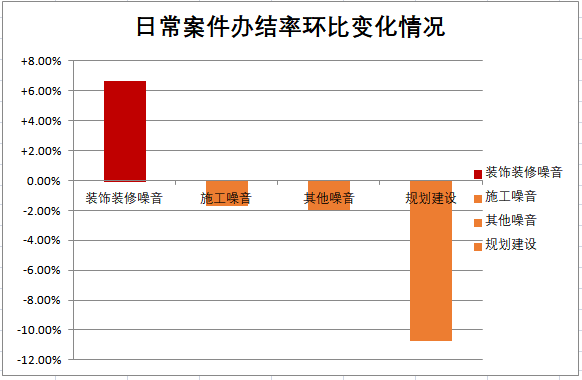 日常案件办结率环比变化情况
+8.00%
+6.00%
+4.00%
+2.00%
0.00%
-2.00%
-4.00%
-6.00%
-8.00%
-10.00%
-12.00%
装饰装修噪音
施工噪音
其他噪音
规划建设
装饰装修噪音
施工噪音
其他噪音
规划建设